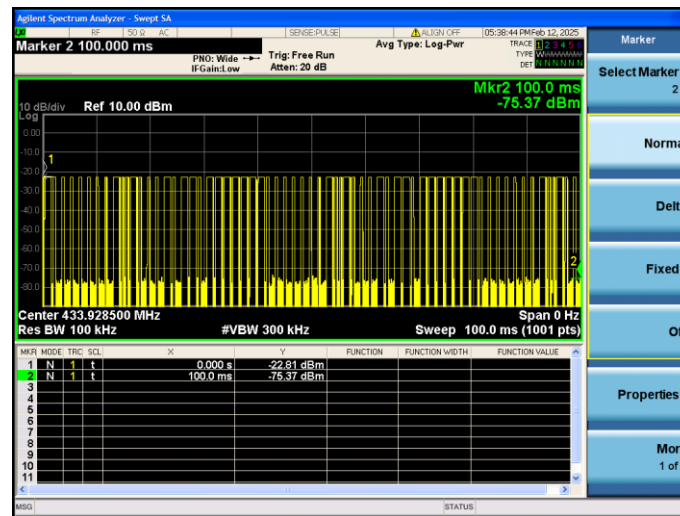 Agilent Spectrum Analyzer - Swept SA
RF 50 Ω AC SENSE:PULSE ALIGN OFF 05:38:44 PM Feb 12, 2025
Marker 2 100.000 ms
PNO: Wide Trig: Free Run Avg Type: Log-Pwr TRACE 1 2 3 4 5 6
IFGain:Low Atten: 20 dB TYPE W
DET N N N N N N
Mkr2 100.0 ms
-75.37 dBm
10 dB/div Ref 10.00 dBm
Log
0.00
-10.0
1
-20.0
-30.0
-40.0
-50.0
-60.0
-70.0
2
-80.0
Center 433.928500 MHz Span 0 Hz
Res BW 100 kHz #VBW 300 kHz Sweep 100.0 ms (1001 pts)
MKR MODE TRC SCL X Y FUNCTION FUNCTION WIDTH FUNCTION VALUE
1 N 1 t 0.000 s -22.81 dBm
2 N 1 t 100.0 ms -75.37 dBm
3
4
5
6
7
8
9
10
11
MSG STATUS
Marker
Select Marker
2
Norma
Delt
Fixed
Of
Properties
Mor
1 of